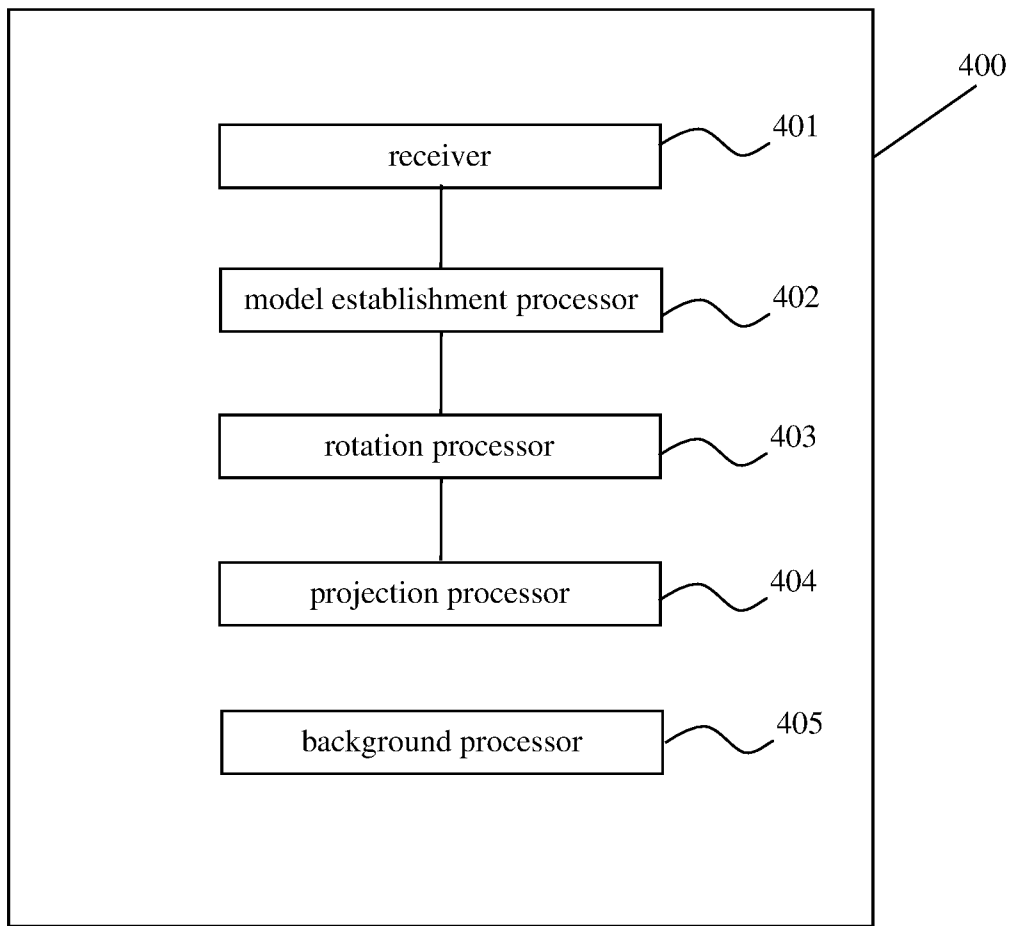 400
receiver
401
model establishment processor
402
rotation processor
403
projection processor
404
background processor
405